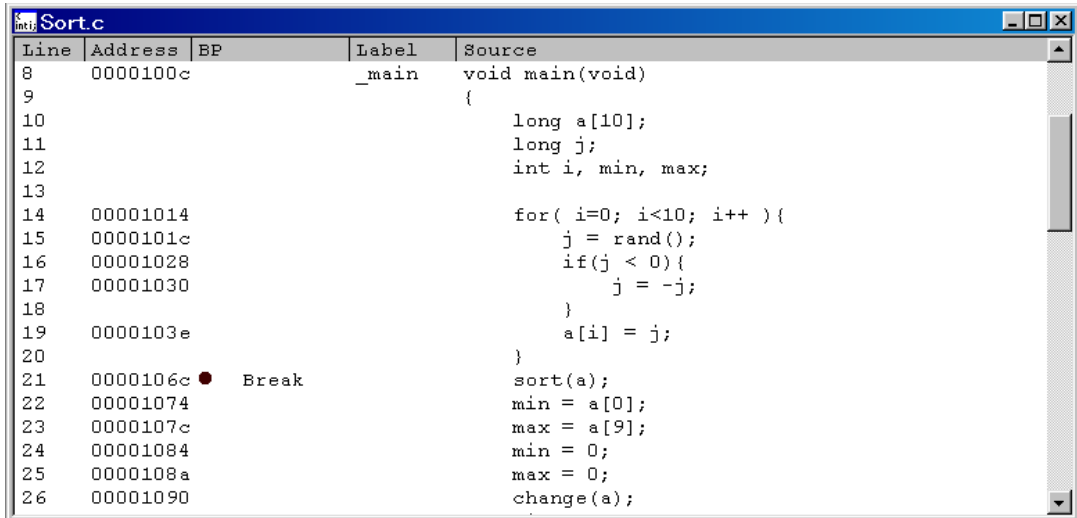 Sort.c
Line Address BP Label Source
8 0000100c _main void main(void)
9 {
10 long a[10];
11 long j;
12 int i, min, max;
13
14 00001014 for( i=0; i<10; i++ ){
15 0000101c j = rand();
16 00001028 if(j < 0){
17 00001030 j = -j;
18 }
19 0000103e a[i] = j;
20 }
21 0000106c Break sort(a);
22 00001074 min = a[0];
23 0000107c max = a[9];
24 00001084 min = 0;
25 0000108a max = 0;
26 00001090 change(a);